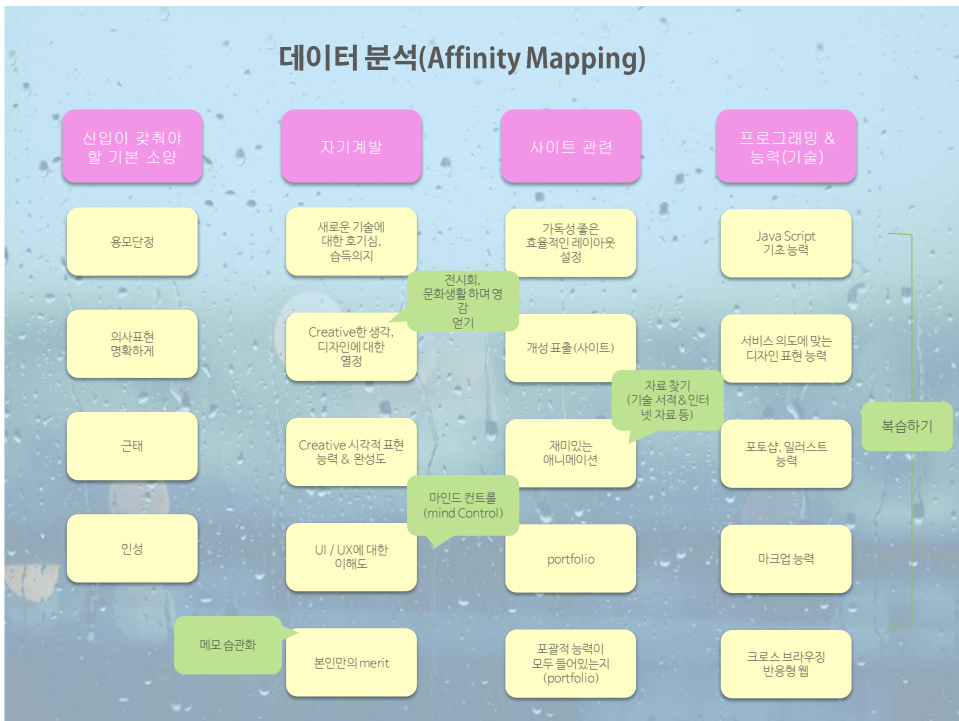 데이터 분석(Affinity Mapping)
신입이 갖춰야
할 기본 소양
자기계발
사이트 관련
프로그래밍 &
능력(기술)
용모단정
의사표현
명확하게
근태
인성
새로운 기술에
대한 호기심,
습득의지
전시회,
문화생활 하며 영
감
얻기
Creative한 생각,
디자인에 대한
열정
Creative 시각적 표현
능력 & 완성도
마인드 컨트롤
(mind Control)
UI / UX에 대한
이해도
메모 습관화
본인만의 merit
가독성 좋은
효율적인 레이아웃
설정
개성 표출(사이트)
자료 찾기
(기술 서적&인터
넷 자료 등)
재미있는
애니메이션
portfolio
포괄적 능력이
모두 들어있는지
(portfolio)
Java Script
기초 능력
서비스 의도에 맞는
디자인 표현 능력
포토샵, 일러스트
능력
마크업 능력
크로스 브라우징
반응형 웹
복습하기